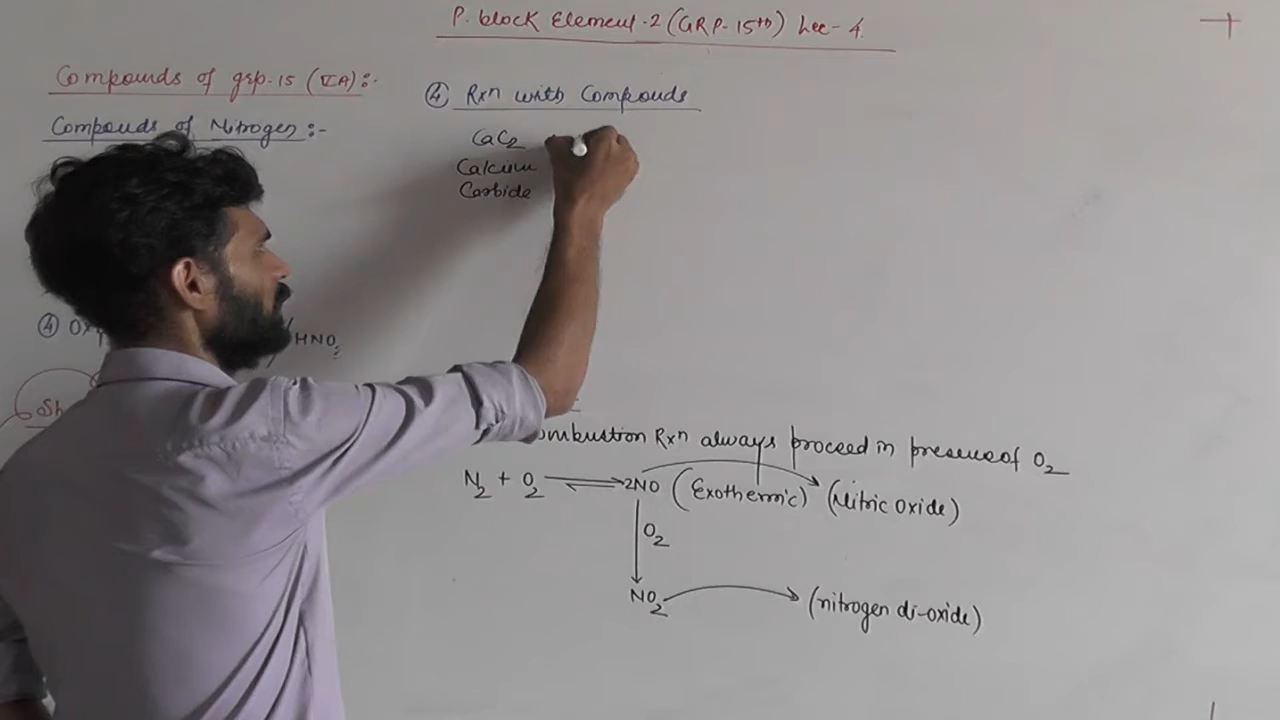 P. block Element-2 (GRP-15th) Lec-4.
Compounds of grp-15 (VA):-
Compouds of Nitrogen:-
④ Rxn with Compouds
CaC2
Calcium
Carbide
④
HNO2
ombustion Rxn always proceed in presence of O2
N2 + O2 ⇌ 2NO (Exothermic) (Nitric oxide)
O2
NO2 (nitrogen di-oxide)